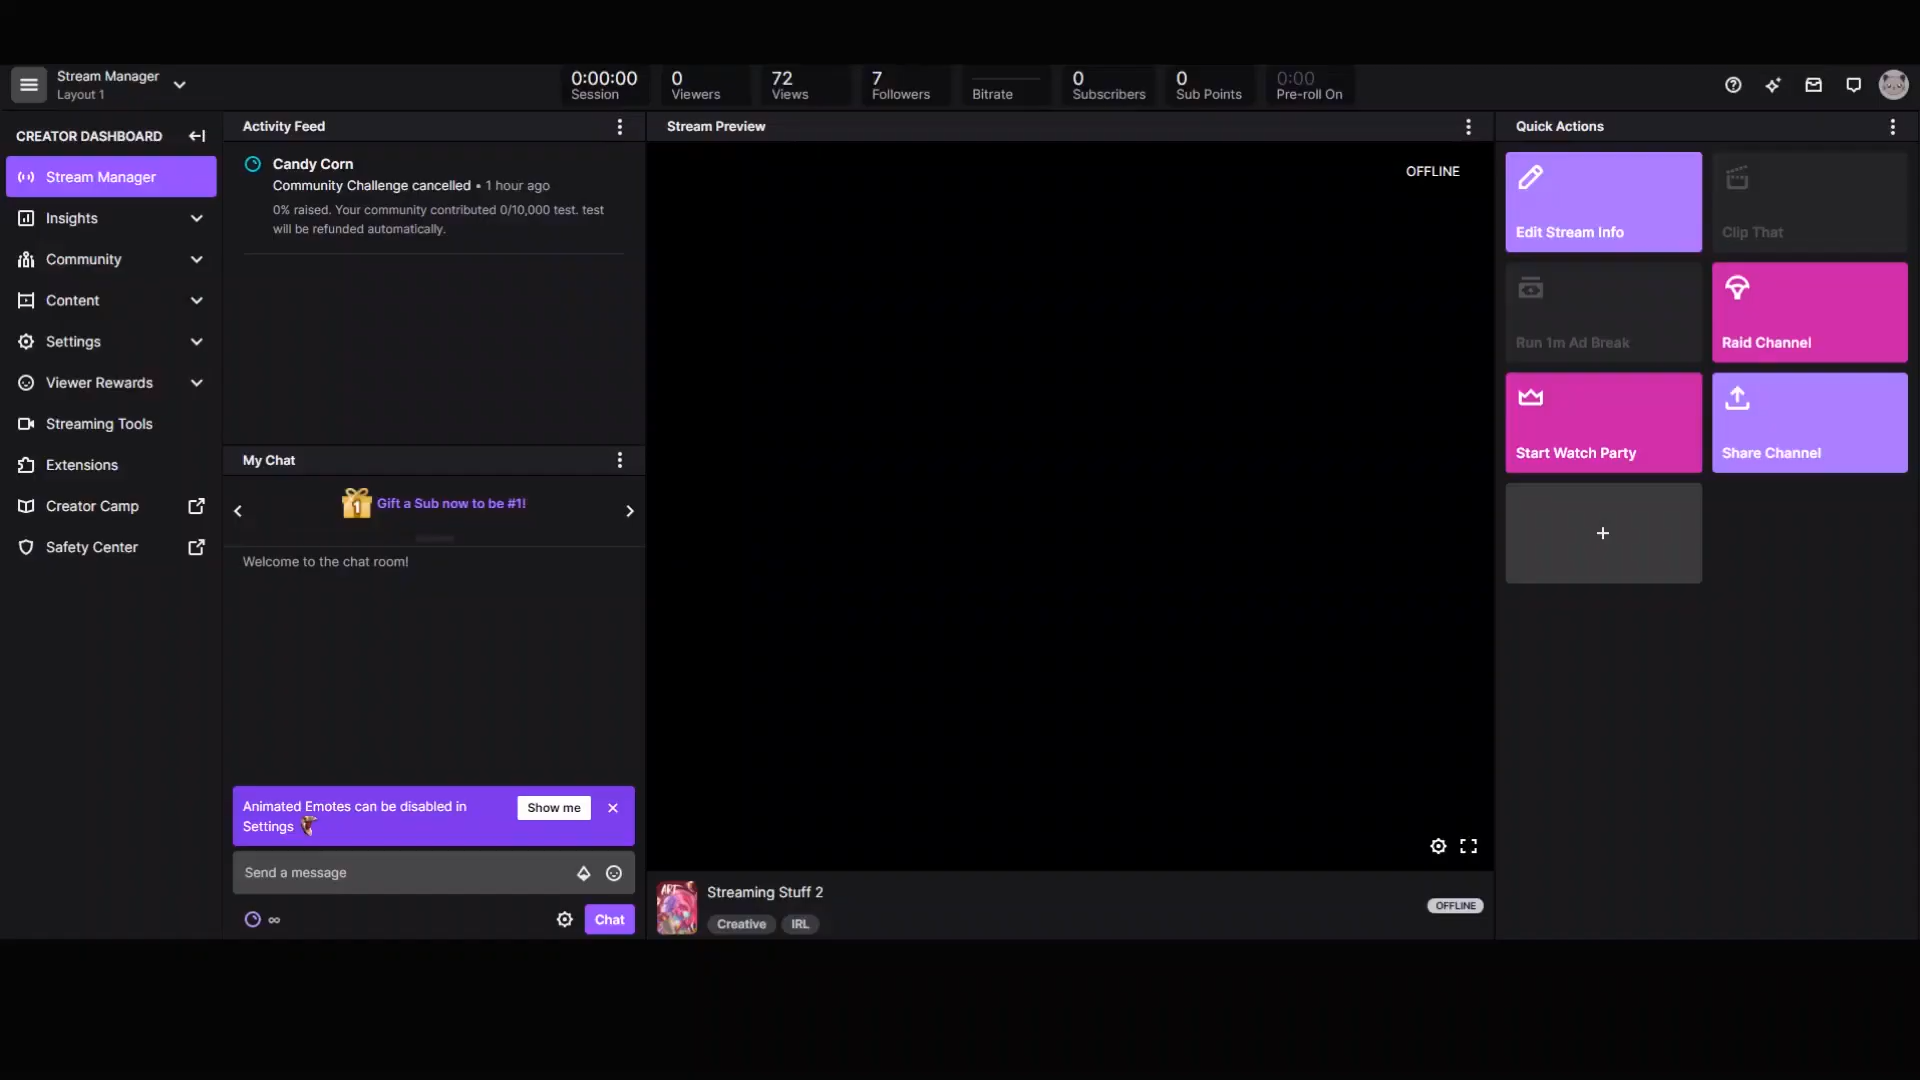 Stream Manager
Layout 1
0:00:00
Session
0
Viewers
72
Views
7
Followers
Bitrate
0
Subscribers
0
Sub Points
0:00
Pre-roll On
CREATOR DASHBOARD
Stream Manager
Insights
Community
Content
Settings
Viewer Rewards
Streaming Tools
Extensions
Creator Camp
Safety Center
Activity Feed
Candy Corn
Community Challenge cancelled • 1 hour ago
0% raised. Your community contributed 0/10,000 test. test
will be refunded automatically.
My Chat
1
Gift a Sub now to be #1!
Welcome to the chat room!
Animated Emotes can be disabled in
Settings
Show me
Send a message
∞
Chat
Stream Preview
OFFLINE
ART
Streaming Stuff 2
Creative
IRL
OFFLINE
Quick Actions
Edit Stream Info
Clip That
Run 1m Ad Break
Raid Channel
Start Watch Party
Share Channel
+